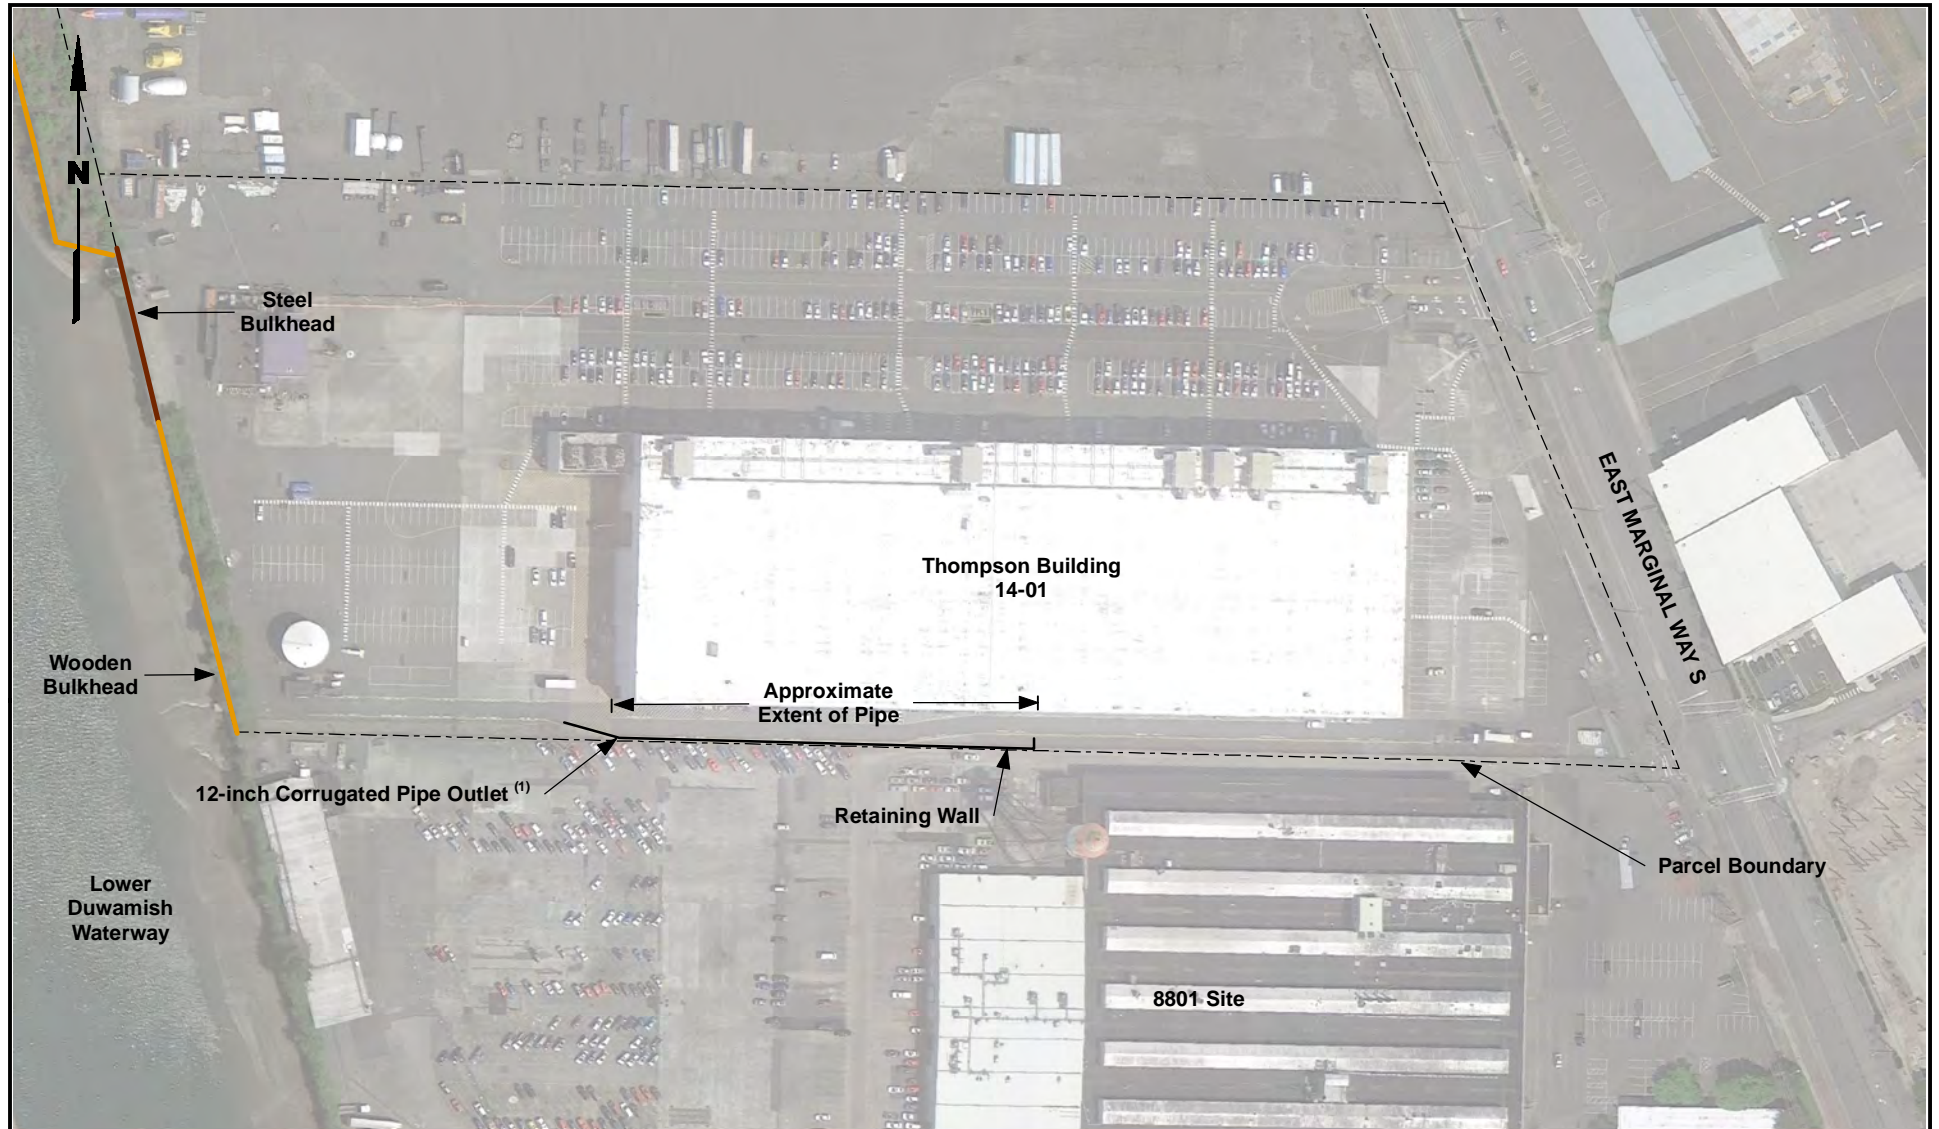 N
Steel
Bulkhead
EAST MARGINAL WAY S
Thompson Building
14-01
Wooden
Bulkhead
Approximate
Extent of Pipe
12-inch Corrugated Pipe Outlet (1)
Retaining Wall
Parcel Boundary
Lower
Duwamish
Waterway
8801 Site